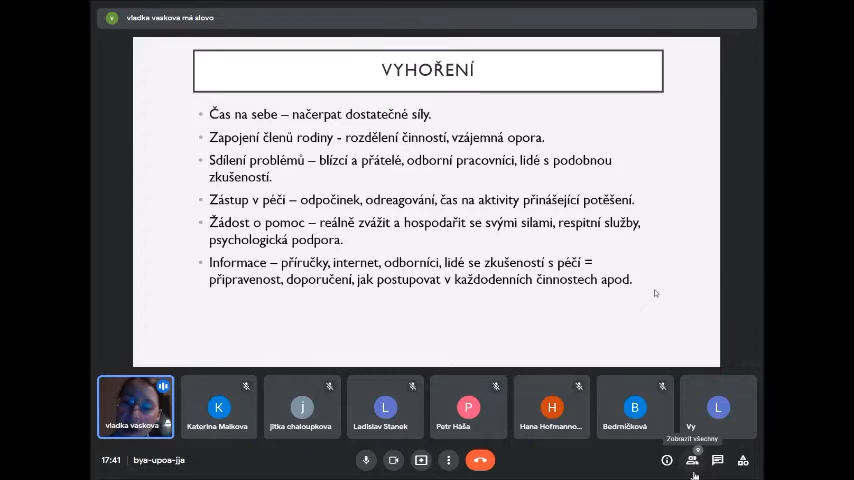 v
vladka vaskova má slovo
VYHOŘENÍ
• Čas na sebe – načerpat dostatečné síly.
• Zapojení členů rodiny - rozdělení činností, vzájemná opora.
• Sdílení problémů – blízcí a přátelé, odborní pracovníci, lidé s podobnou
zkušeností.
• Zástup v péči – odpočinek, odreagování, čas na aktivity přinášející potěšení.
• Žádost o pomoc – reálně zvážit a hospodařit se svými silami, respitní služby,
psychologická podpora.
• Informace – příručky, internet, odborníci, lidé se zkušeností s péčí =
připravenost, doporučení, jak postupovat v každodenních činnostech apod.
K
j
L
P
H
B
L
vladka vaskova
Katerina Malkova
jitka chaloupkova
Ladislav Stanek
Petr Háša
Hana Hofmanno...
Bedrníčková
Vy
Zobrazit všechny
9
17:41 | bya-upoa-jja